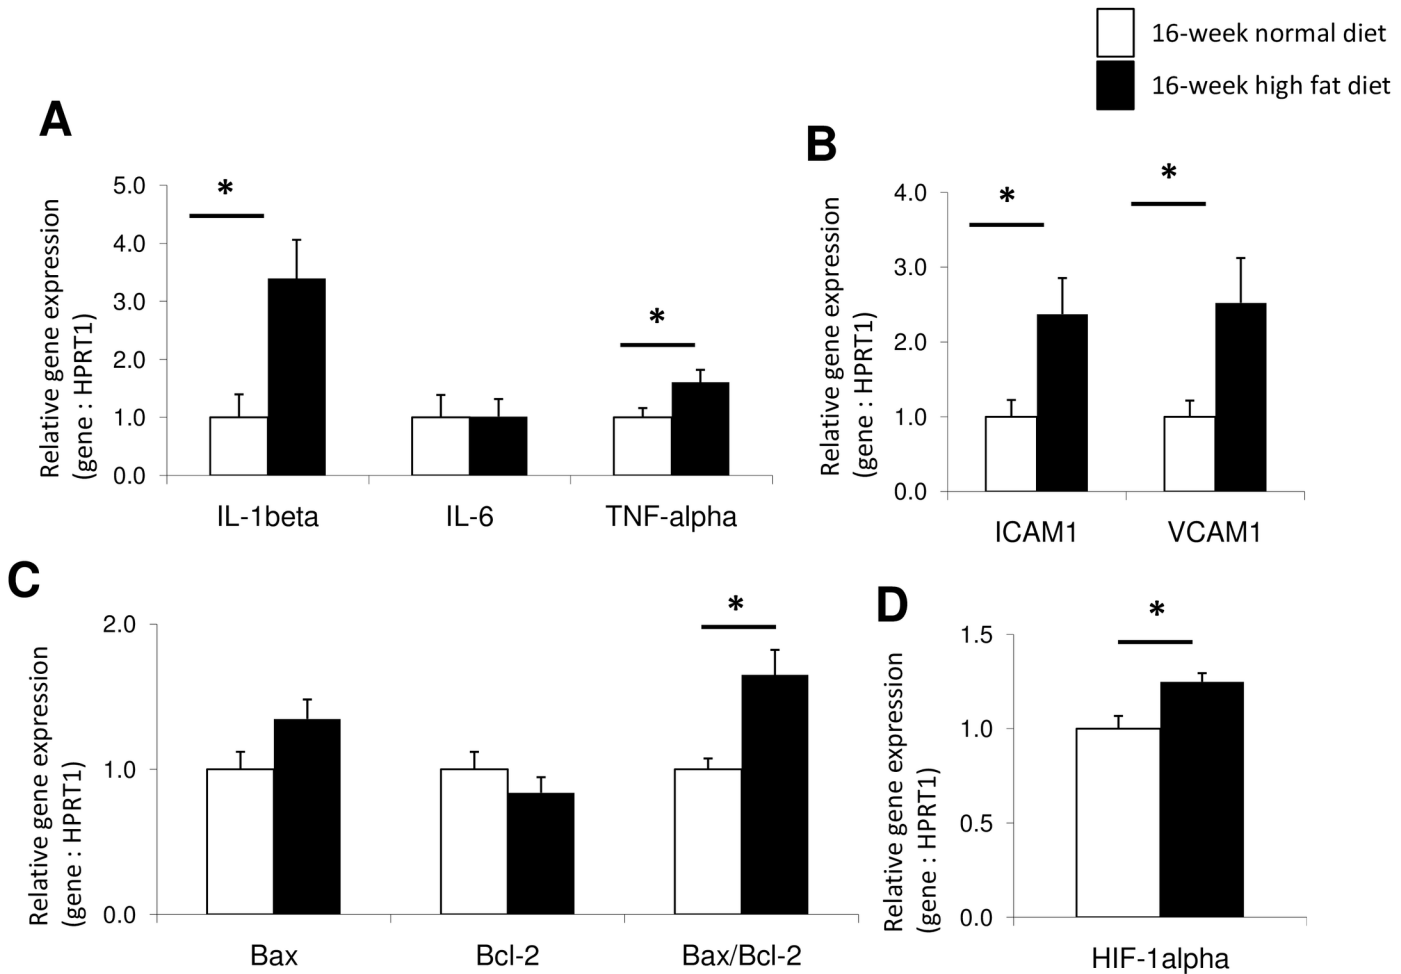 16-week normal diet
16-week high fat diet
A
Relative gene expression
(gene : HPRT1)
5.0
4.0
3.0
2.0
1.0
0.0
*
*
IL-1beta
IL-6
TNF-alpha
B
Relative gene expression
(gene : HPRT1)
4.0
3.0
2.0
1.0
0.0
*
*
ICAM1
VCAM1
C
Relative gene expression
(gene : HPRT1)
2.0
1.0
0.0
*
Bax
Bcl-2
Bax/Bcl-2
D
Relative gene expression
(gene : HPRT1)
1.5
1.0
0.5
0.0
*
HIF-1alpha